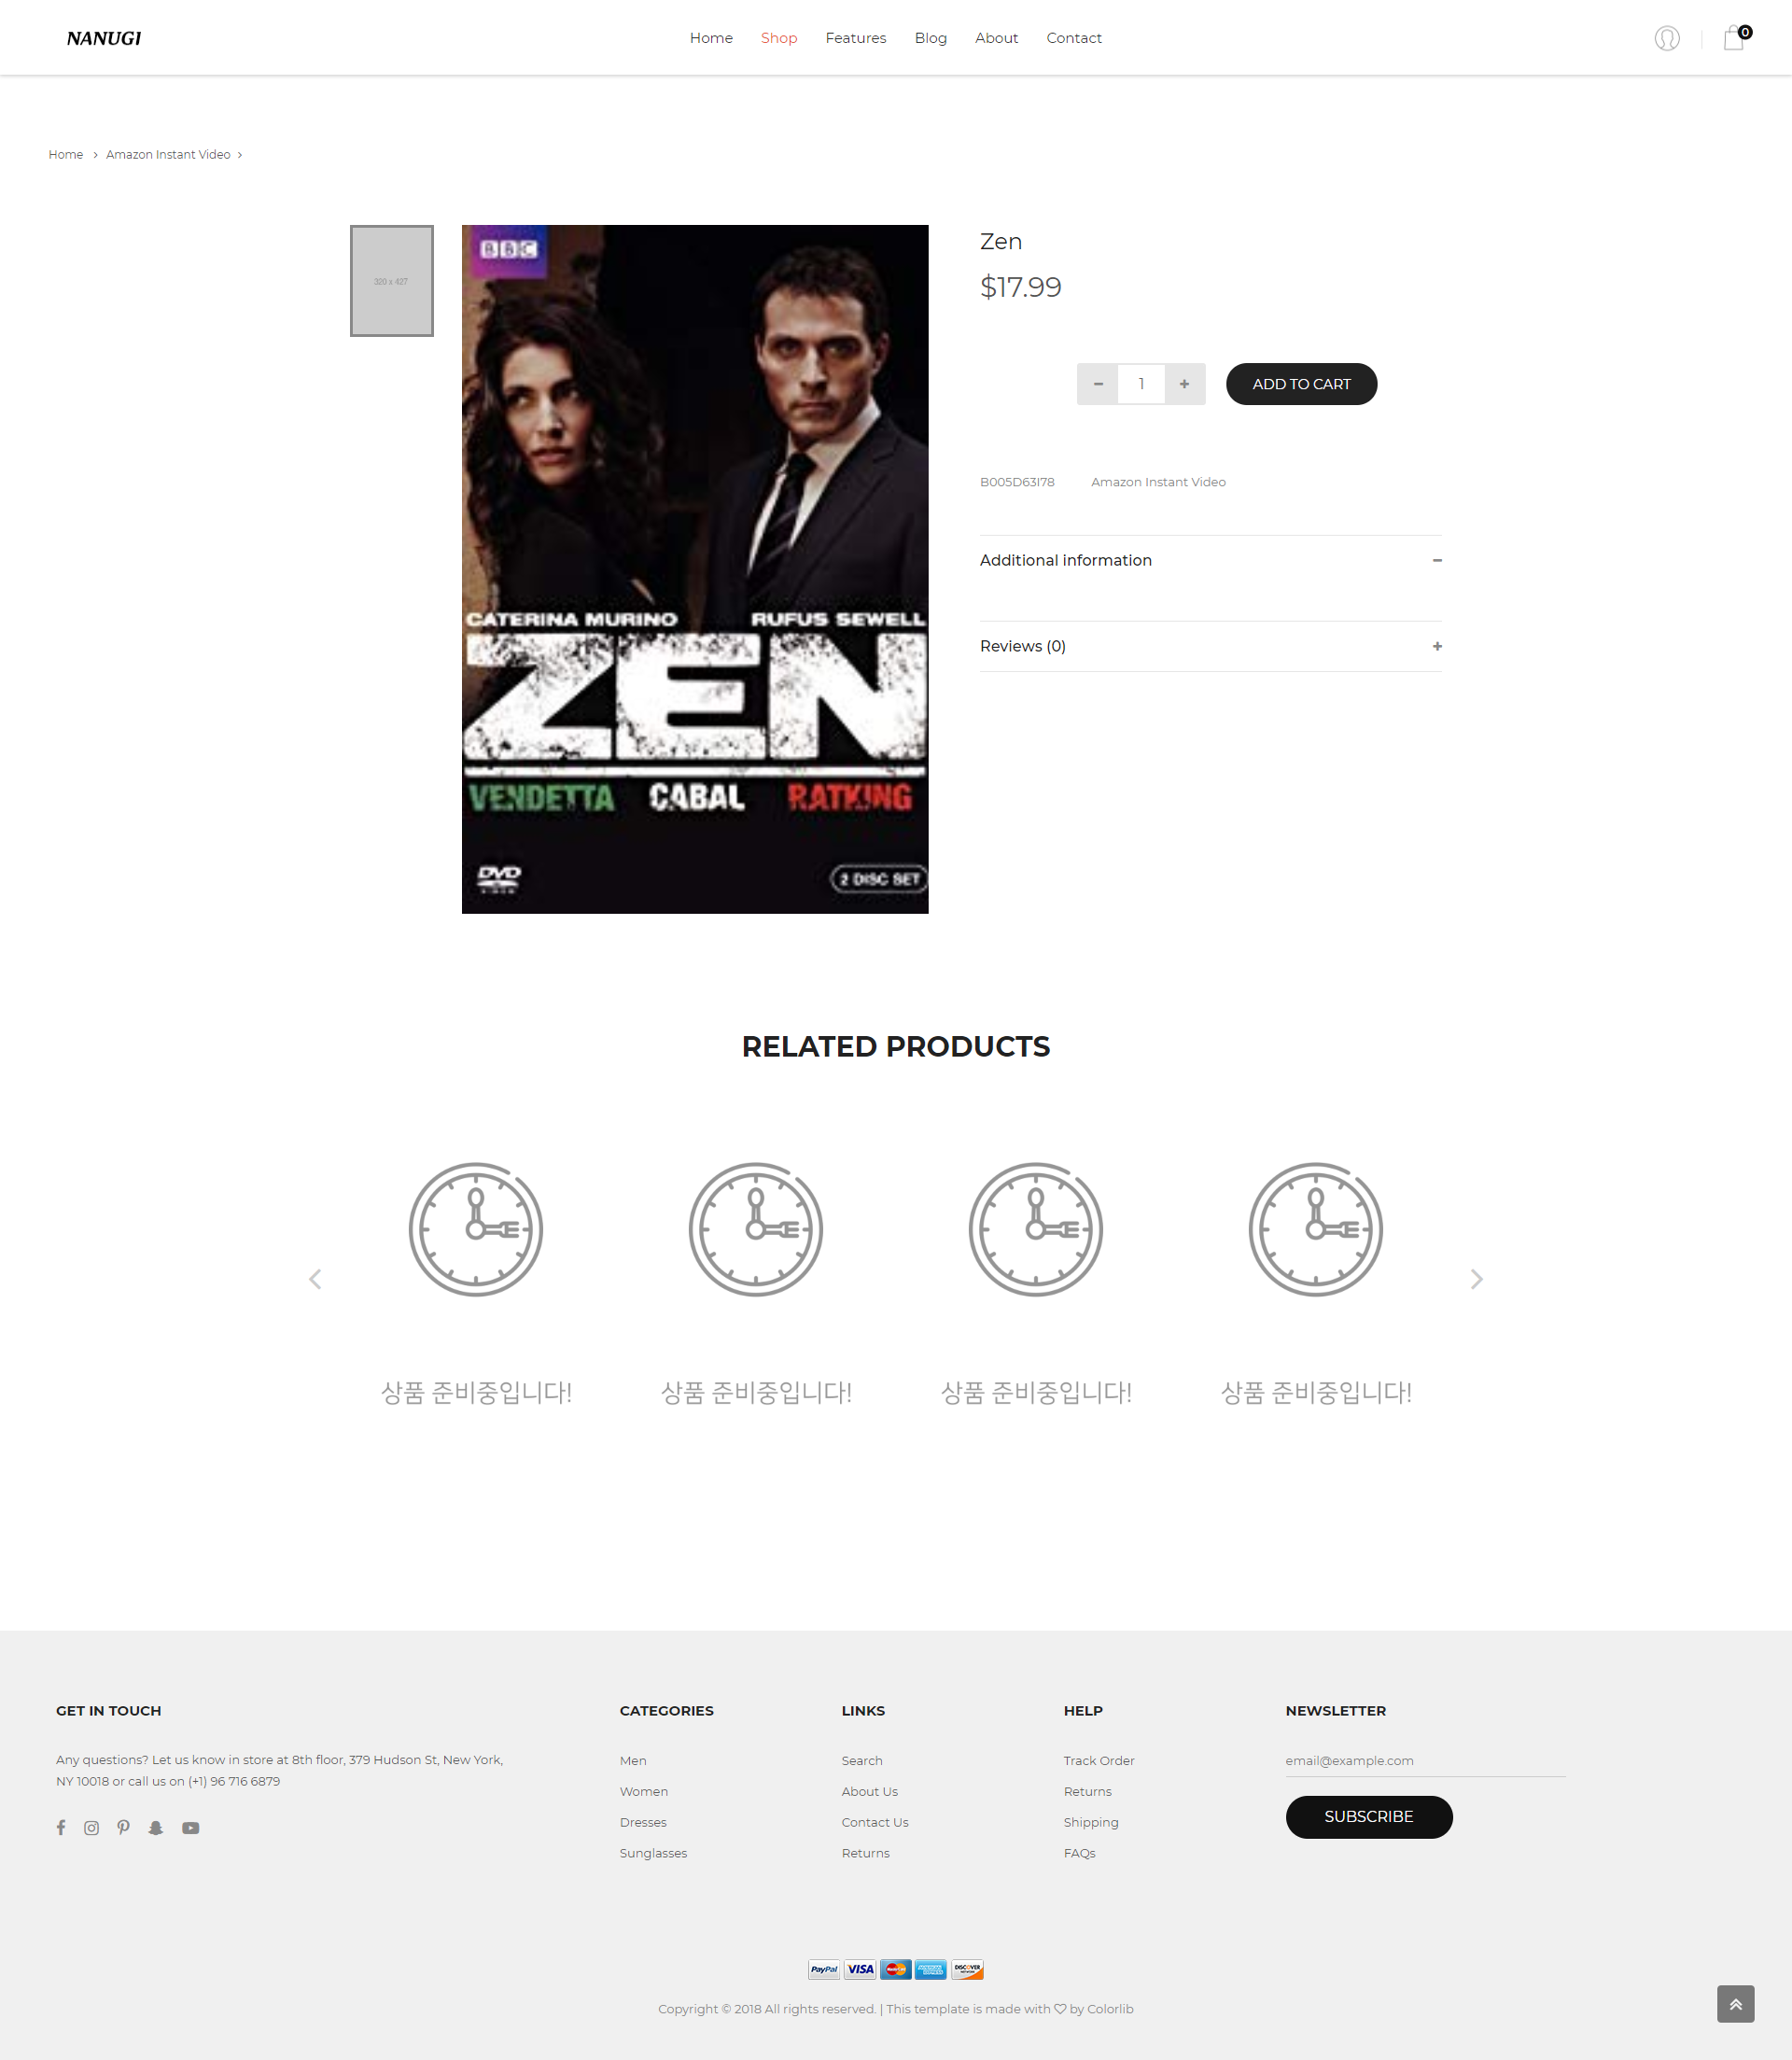 NANUGI
Home Shop Features Blog About Contact
0
Home > Amazon Instant Video >
320 x 427
BBC
CATERINA MURINO RUFUS SEWELL
ZEN
VENDETTA CABAL RATKING
DVD
VIDEO
2 DISC SET
Zen
$17.99
- 1 + ADD TO CART
B005D63I78 Amazon Instant Video
Additional information -
Reviews (0) +
RELATED PRODUCTS
상품 준비중입니다! 상품 준비중입니다! 상품 준비중입니다! 상품 준비중입니다!
GET IN TOUCH
Any questions? Let us know in store at 8th floor, 379 Hudson St, New York,
NY 10018 or call us on (+1) 96 716 6879
CATEGORIES
Men
Women
Dresses
Sunglasses
LINKS
Search
About Us
Contact Us
Returns
HELP
Track Order
Returns
Shipping
FAQs
NEWSLETTER
email@example.com
SUBSCRIBE
PayPal VISA MasterCard AMERICAN EXPRESS DISCOVER NETWORK
Copyright © 2018 All rights reserved. | This template is made with ♡ by Colorlib